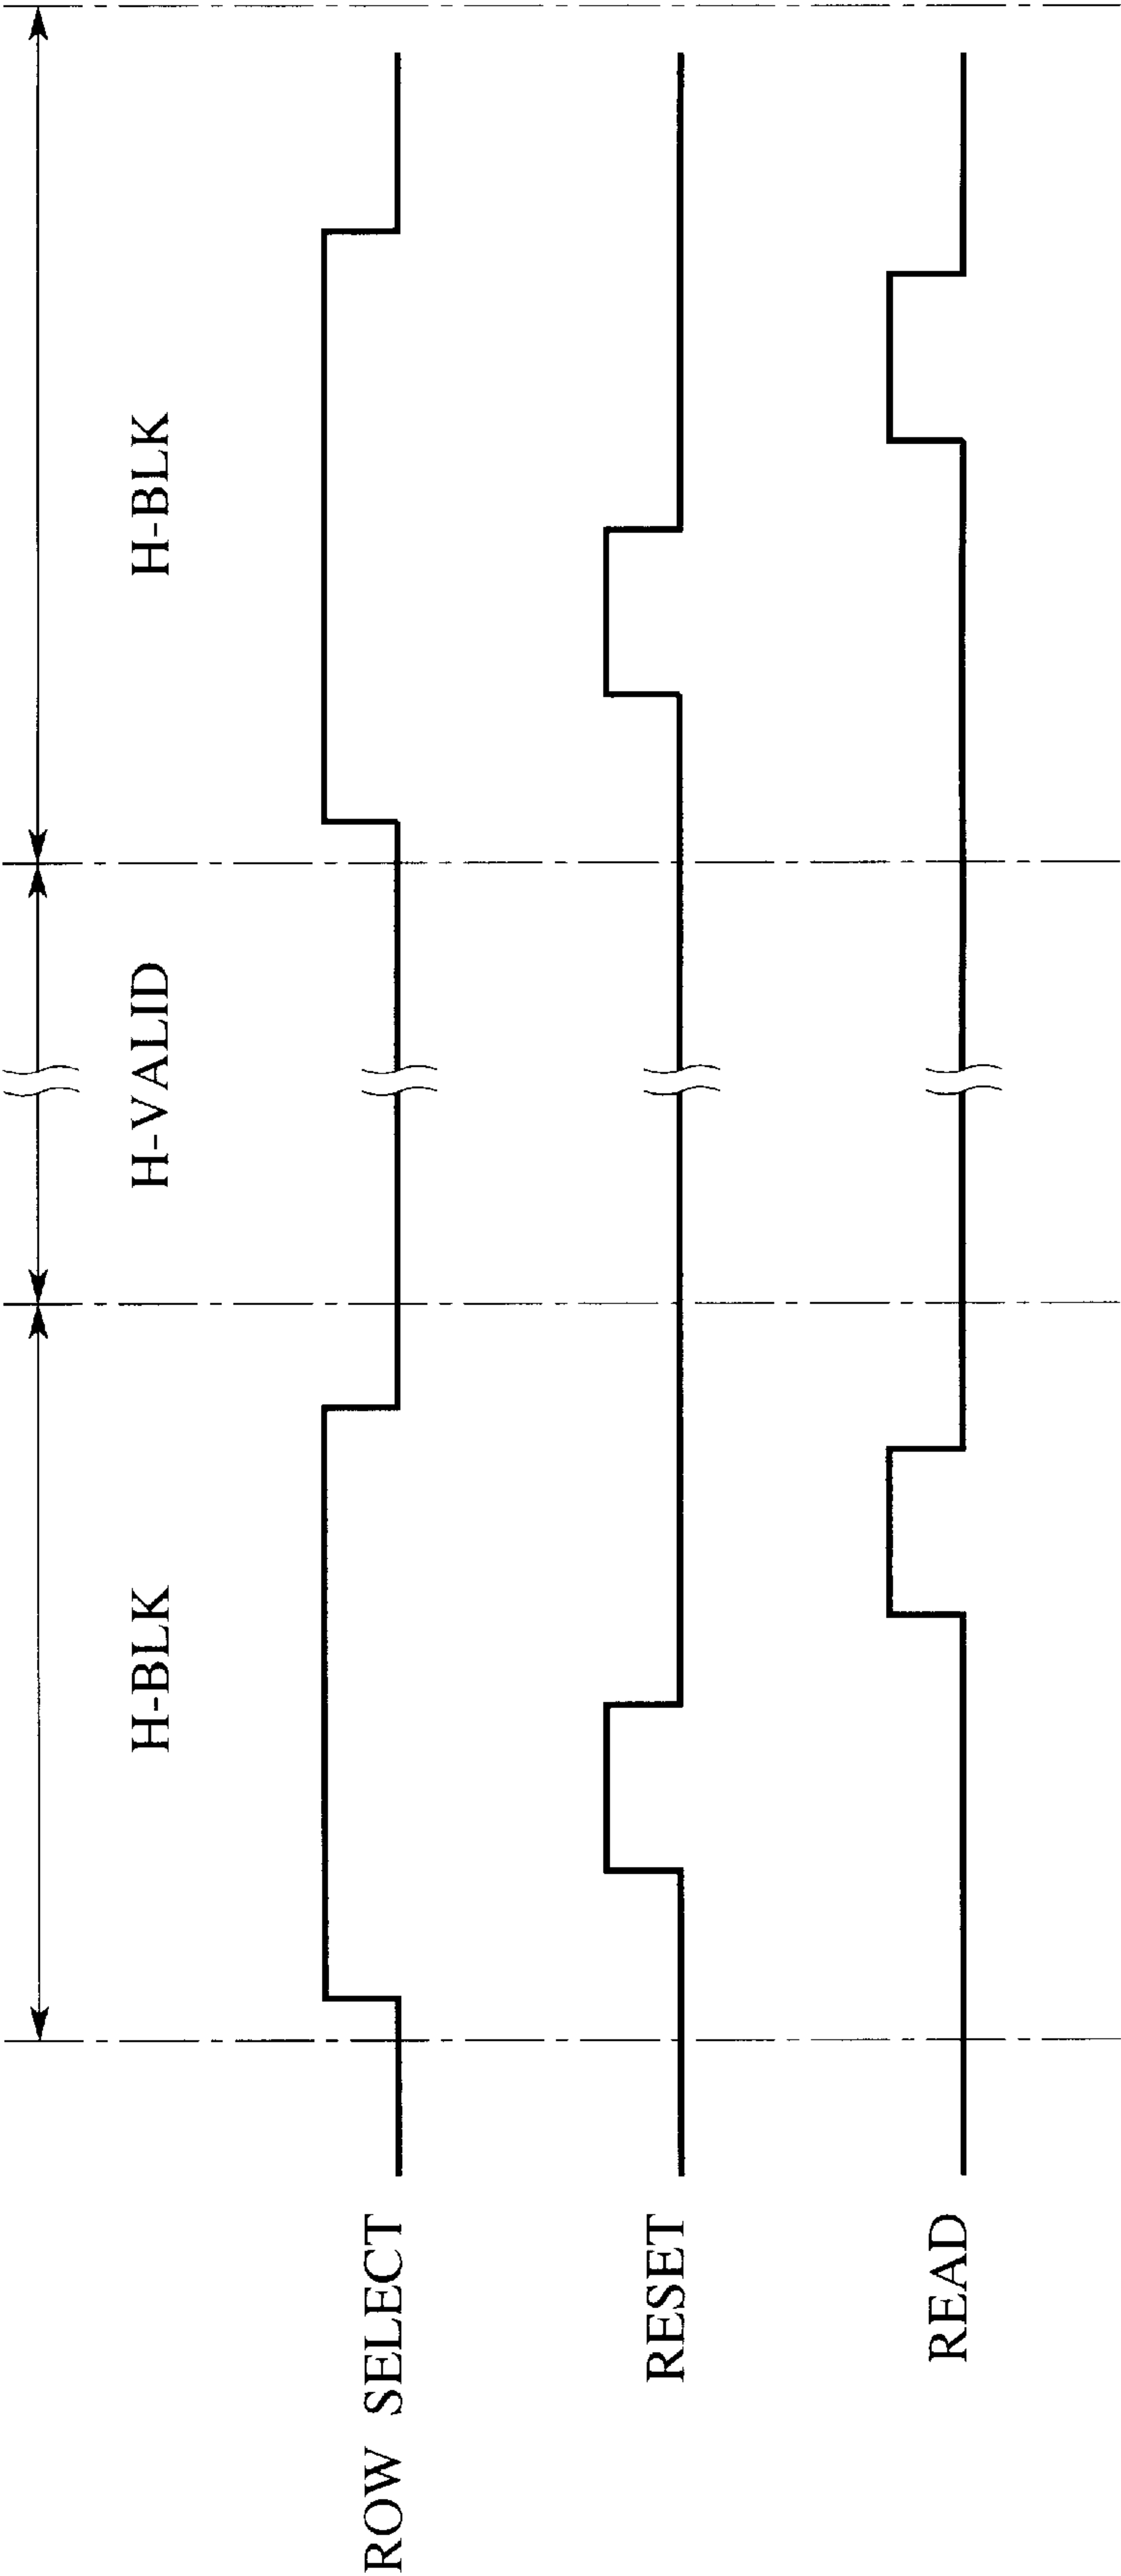 H-BLK
H-VALID
H-BLK
ROW SELECT
RESET
READ